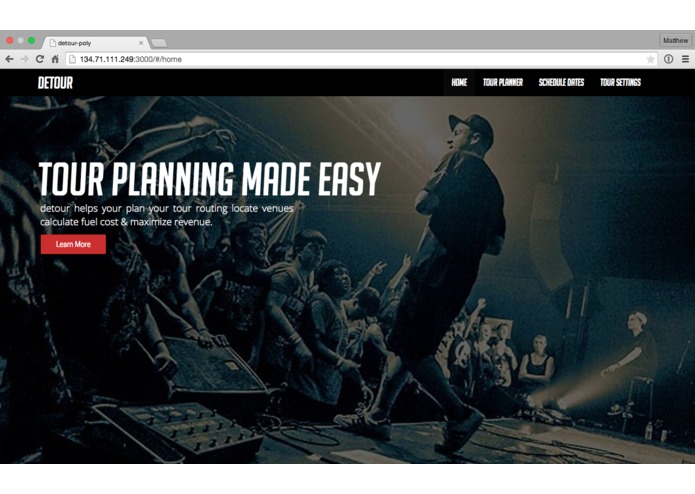 detour-poly
Matthew
134.71.111.249:3000/#/home
DETOUR
HOME
TOUR PLANNER
SCHEDULE DATES
TOUR SETTINGS
TOUR PLANNING MADE EASY
detour helps your plan your tour routing locate venues
calculate fuel cost & maximize revenue.
Learn More